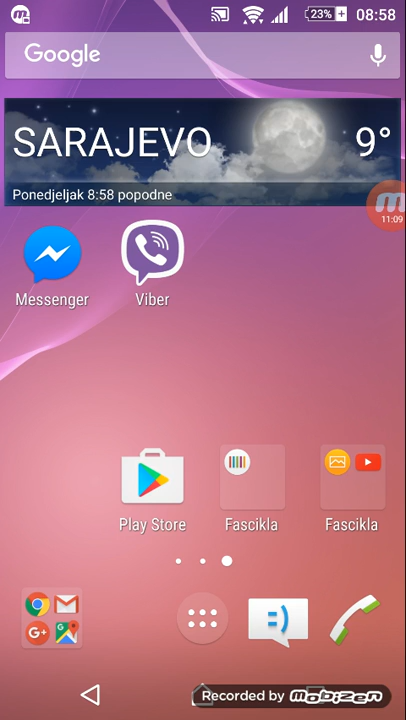 23%
08:58
Google
SARAJEVO
9°
Ponedjeljak 8:58 popodne
11:09
Messenger
Viber
Play Store
Fascikla
Fascikla
Recorded by mobizen